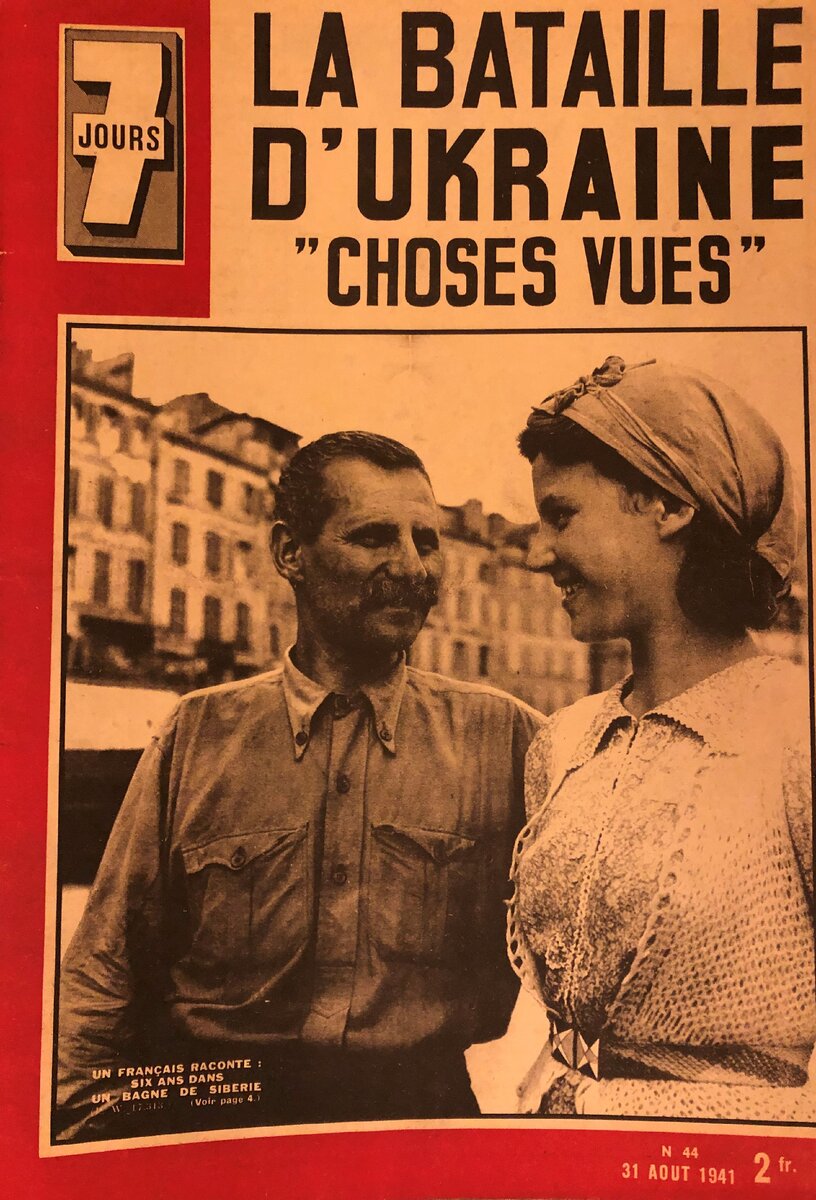 7
JOURS
LA BATAILLE
D'UKRAINE
"CHOSES VUES"
UN FRANÇAIS RACONTE :
SIX ANS DANS
UN BAGNE DE SIBERIE
(Voir page 4.)
N 44
31 AOUT 1941 2 fr.